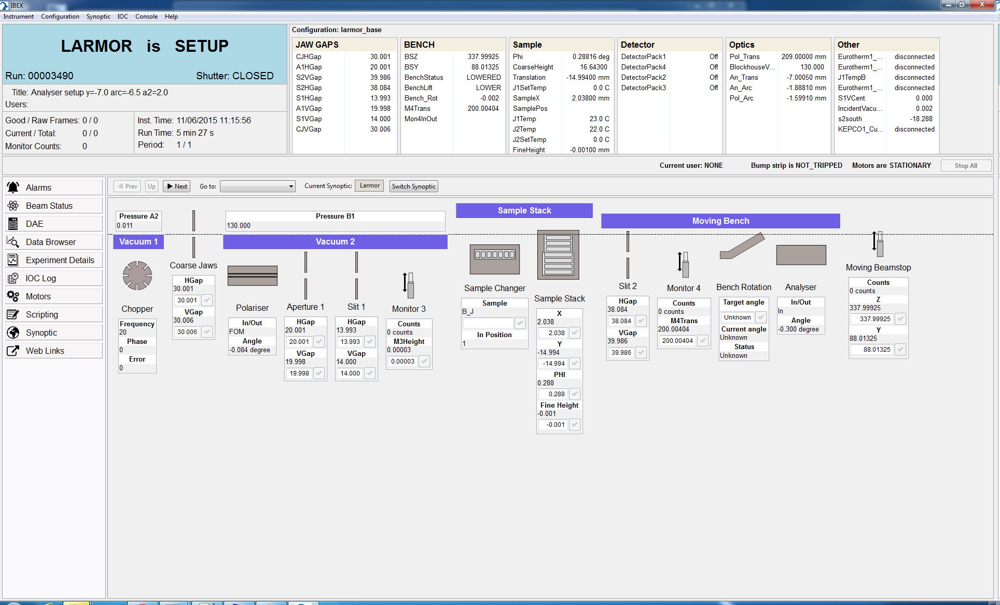 IBEX
Instrument Configuration Synoptic IOC Console Help
LARMOR is SETUP
Run: 00003490 Shutter: CLOSED
Title: Analyser setup y=-7.0 arc=-6.5 a2=2.0
Users:
Good / Raw Frames: 0 / 0
Current / Total: 0 / 0
Monitor Counts: 0
Inst. Time: 11/06/2015 11:15:56
Run Time: 5 min 27 s
Period: 1 / 1
Configuration: larmor_base
JAW GAPS
CJHGap 30.001
A1HGap 20.001
S2VGap 39.986
S2HGap 38.084
S1HGap 13.993
A1VGap 19.998
S1VGap 14.000
CJVGap 30.006
BENCH
BSZ 337.99925
BSY 88.01325
BenchStatus LOWERED
BenchLift LOWER
Bench_Rot -0.002
M4Trans 200.00404
Mon4InOut
Sample
Phi 0.28816 deg
CoarseHeight 16.64300
Translation -14.99400 mm
J1SetTemp 0.0 C
SampleX 2.03800 mm
SamplePos
J1Temp 23.0 C
J2Temp 22.0 C
J2SetTemp 0.0 C
FineHeight -0.00100 mm
Detector
DetectorPack1 Off
DetectorPack4 Off
DetectorPack2 Off
DetectorPack3 Off
Optics
Pol_Trans 209.00000 mm
BlockhouseV... 130.000
An_Trans -7.00050 mm
An_Arc -1.88810 mm
Pol_Arc -1.59910 mm
Other
Eurotherm1_... disconnected
Eurotherm1_... disconnected
J1TempB disconnected
Eurotherm1_... disconnected
S1VCent 0.000
IncidentVacu... 0.002
s2south -18.288
KEPCO1_Cu... disconnected
Current user: NONE Bump strip is NOT_TRIPPED Motors are STATIONARY Stop All
Alarms
Beam Status
DAE
Data Browser
Experiment Details
IOC Log
Motors
Scripting
Synoptic
Web Links
Prev Up Next Go to: Current Synoptic: Larmor Switch Synoptic
Pressure A2
0.011
Vacuum 1
Chopper
Frequency
20
Phase
0
Error
0
Coarse Jaws
HGap
30.001
30.001
VGap
30.006
30.006
Pressure B1
130.000
Vacuum 2
Polariser
In/Out
FOM
Angle
-0.084 degree
Aperture 1
HGap
20.001
20.001
VGap
19.998
19.998
Slit 1
HGap
13.993
13.993
VGap
14.000
14.000
Monitor 3
Counts
0 counts
M3Height
0.00003
0.00003
Sample Stack
Sample Changer
Sample
B_J
In Position
1
Sample Stack
X
2.038
2.038
Y
-14.994
-14.994
PHI
0.288
0.288
Fine Height
-0.001
-0.001
Moving Bench
Slit 2
HGap
38.084
38.084
VGap
39.986
39.986
Monitor 4
Counts
0 counts
M4Trans
200.00404
200.00404
Bench Rotation
Target angle
Unknown
Current angle
Unknown
Status
Unknown
Analyser
In/Out
In
Angle
-0.300 degree
Moving Beamstop
Counts
0 counts
Z
337.99925
337.99925
Y
88.01325
88.01325